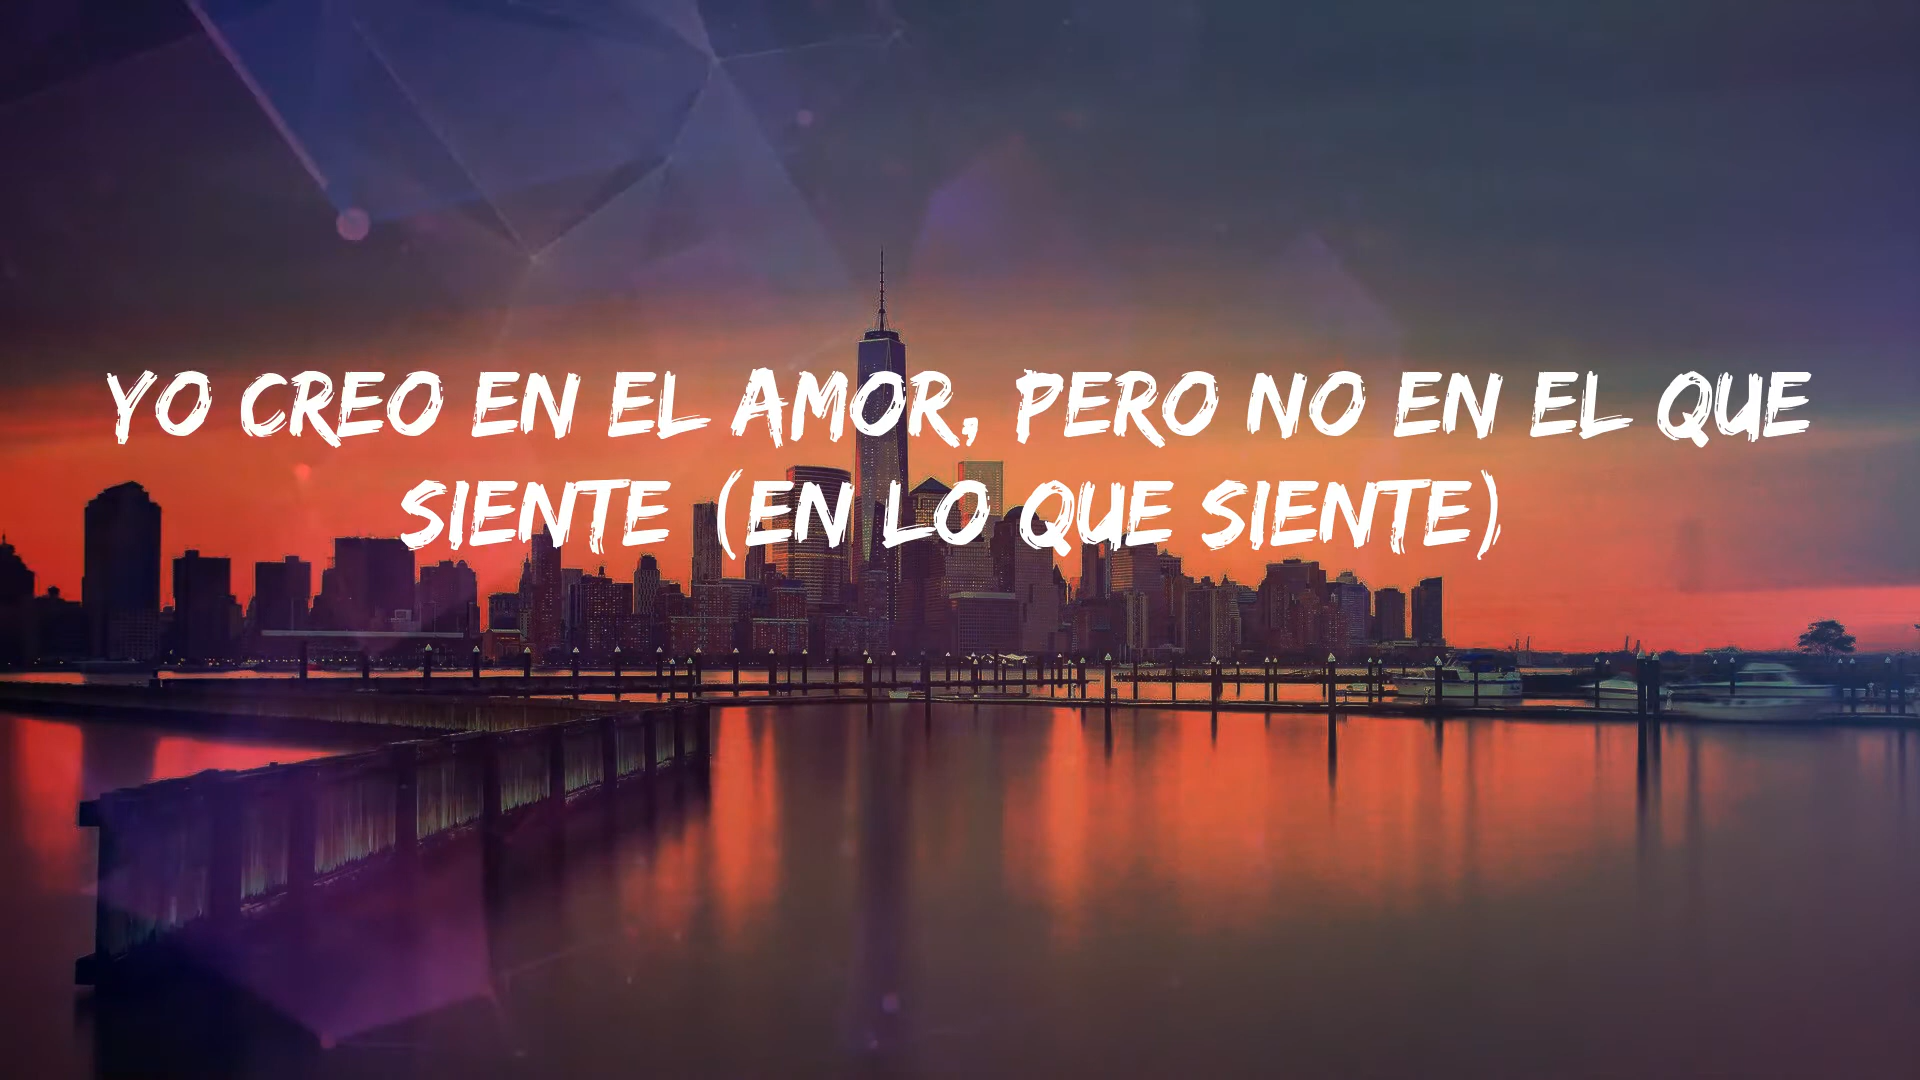 YO CREO EN EL AMOR, PERO NO EN EL QUE
SIENTE (EN LO QUE SIENTE)